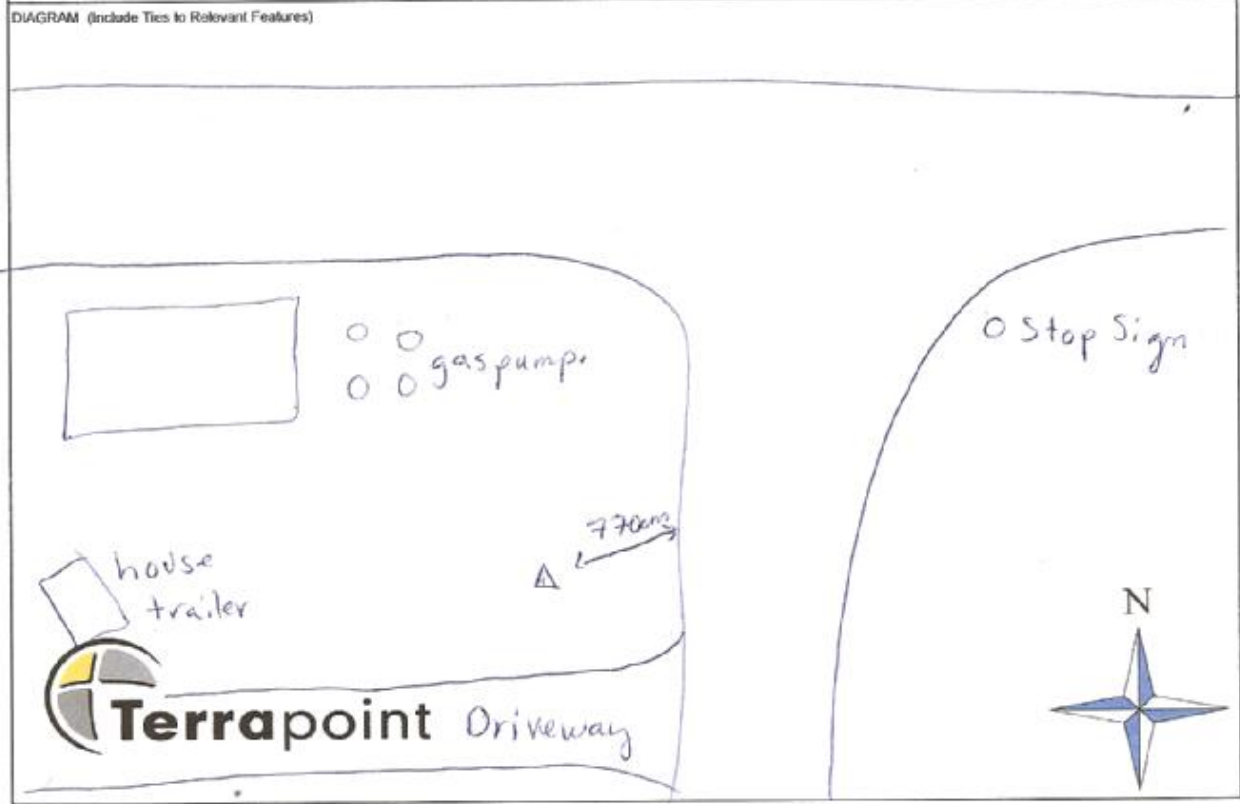 DIAGRAM (Include Ties to Relevant Features)
gas pump.
Stop Sign
770cm
house
trailer
N
Terrapoint
Driveway